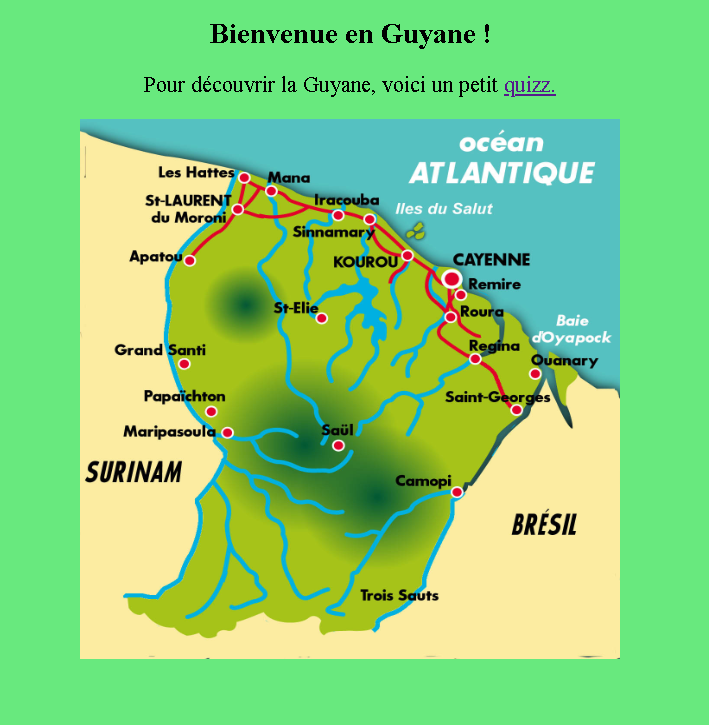 Bienvenue en Guyane !
Pour découvrir la Guyane, voici un petit quizz.
océan
ATLANTIQUE
Les Hattes
Mana
St-LAURENT
du Moroni
Iracouba
Iles du Salut
Sinnamary
Apatou
KOUROU
CAYENNE
Remire
St-Elie
Roura
Baie
d'Oyapock
Regina
Grand Santi
Ouanary
Papaïchton
Saint-Georges
Maripasoula
Saül
SURINAM
Camopi
BRÉSIL
Trois Sauts